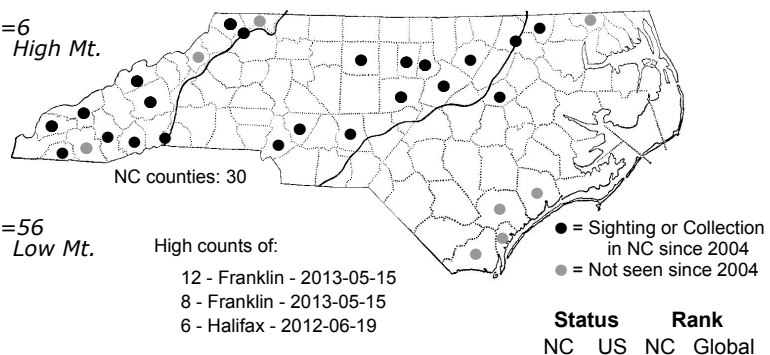 =6
High Mt.
NC counties: 30
=56
Low Mt.
High counts of:
12 - Franklin - 2013-05-15
8 - Franklin - 2013-05-15
6 - Halifax - 2012-06-19
= Sighting or Collection
in NC since 2004
= Not seen since 2004
Status Rank
NC US NC Global